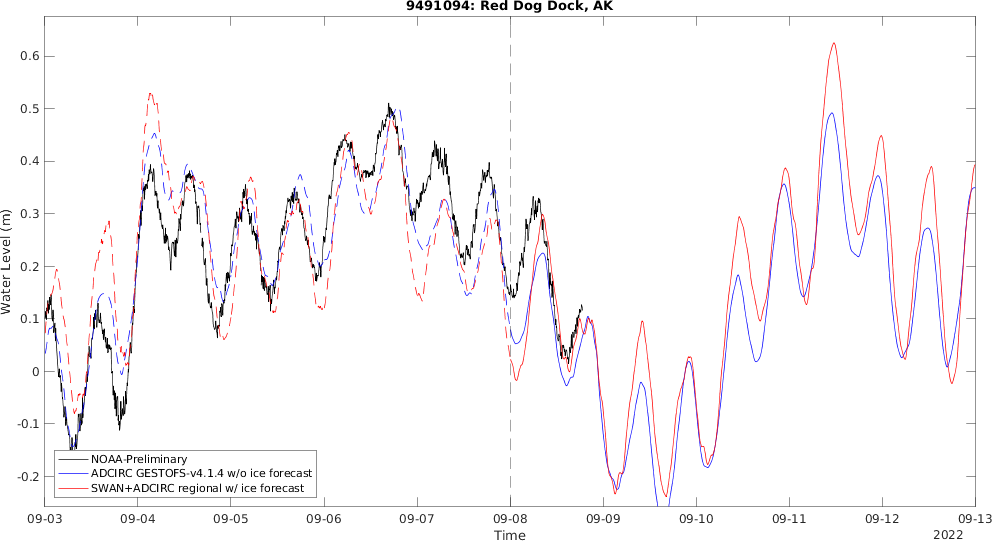 9491094: Red Dog Dock, AK
Water Level (m)
0.6
0.5
0.4
0.3
0.2
0.1
0
-0.1
-0.2
NOAA-Preliminary
ADCIRC GESTOFS-v4.1.4 w/o ice forecast
SWAN+ADCIRC regional w/ ice forecast
09-03 09-04 09-05 09-06 09-07 09-08 09-09 09-10 09-11 09-12 09-13
Time
2022